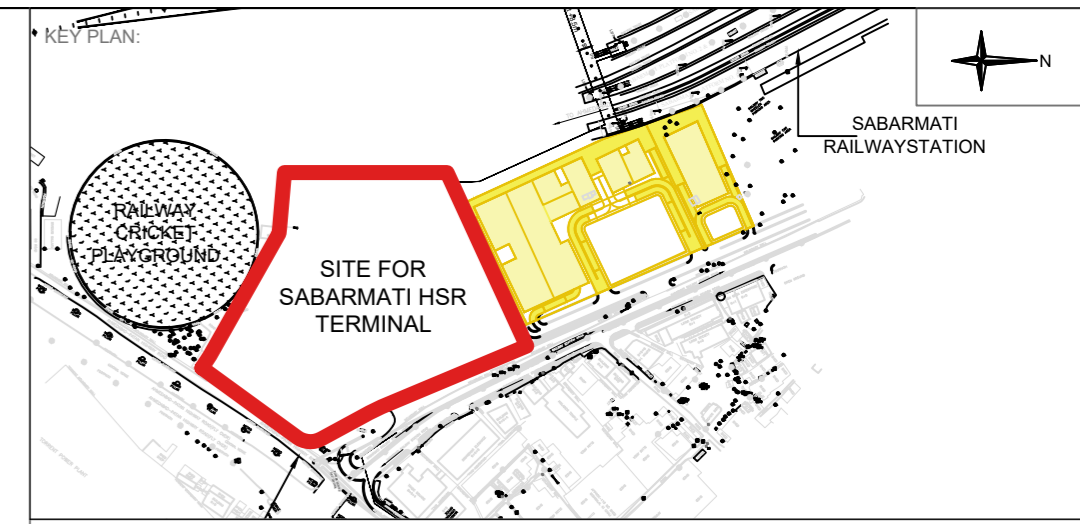 KEY PLAN:
N
SABARMATI
RAILWAYSTATION
RAILWAY
CRICKET
PLAYGROUND
SITE FOR
SABARMATI HSR
TERMINAL